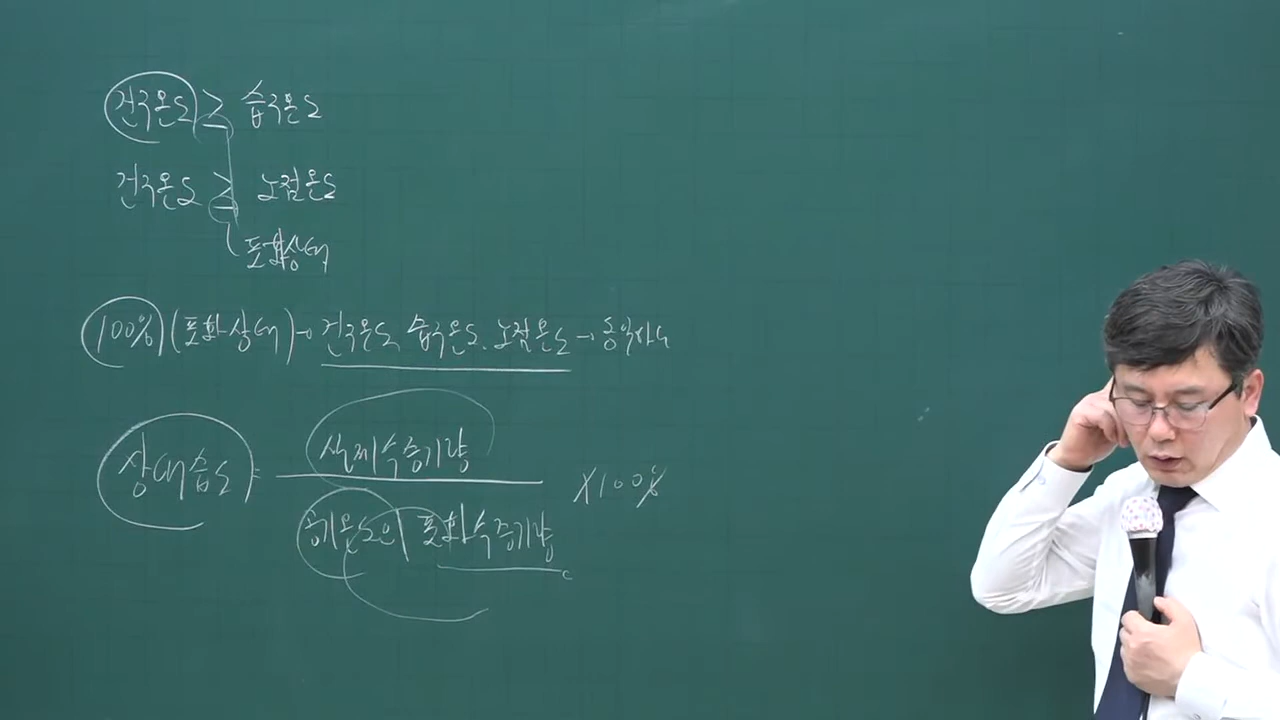 건구온도 ≥ 습구온도
건구온도 ≥ 노점온도
포화상태
100% (포화상태) → 건구온도, 습구온도, 노점온도 → 동일하다
상대습도 = 실제수증기량 / 공기온도의 포화수증기량 × 100%